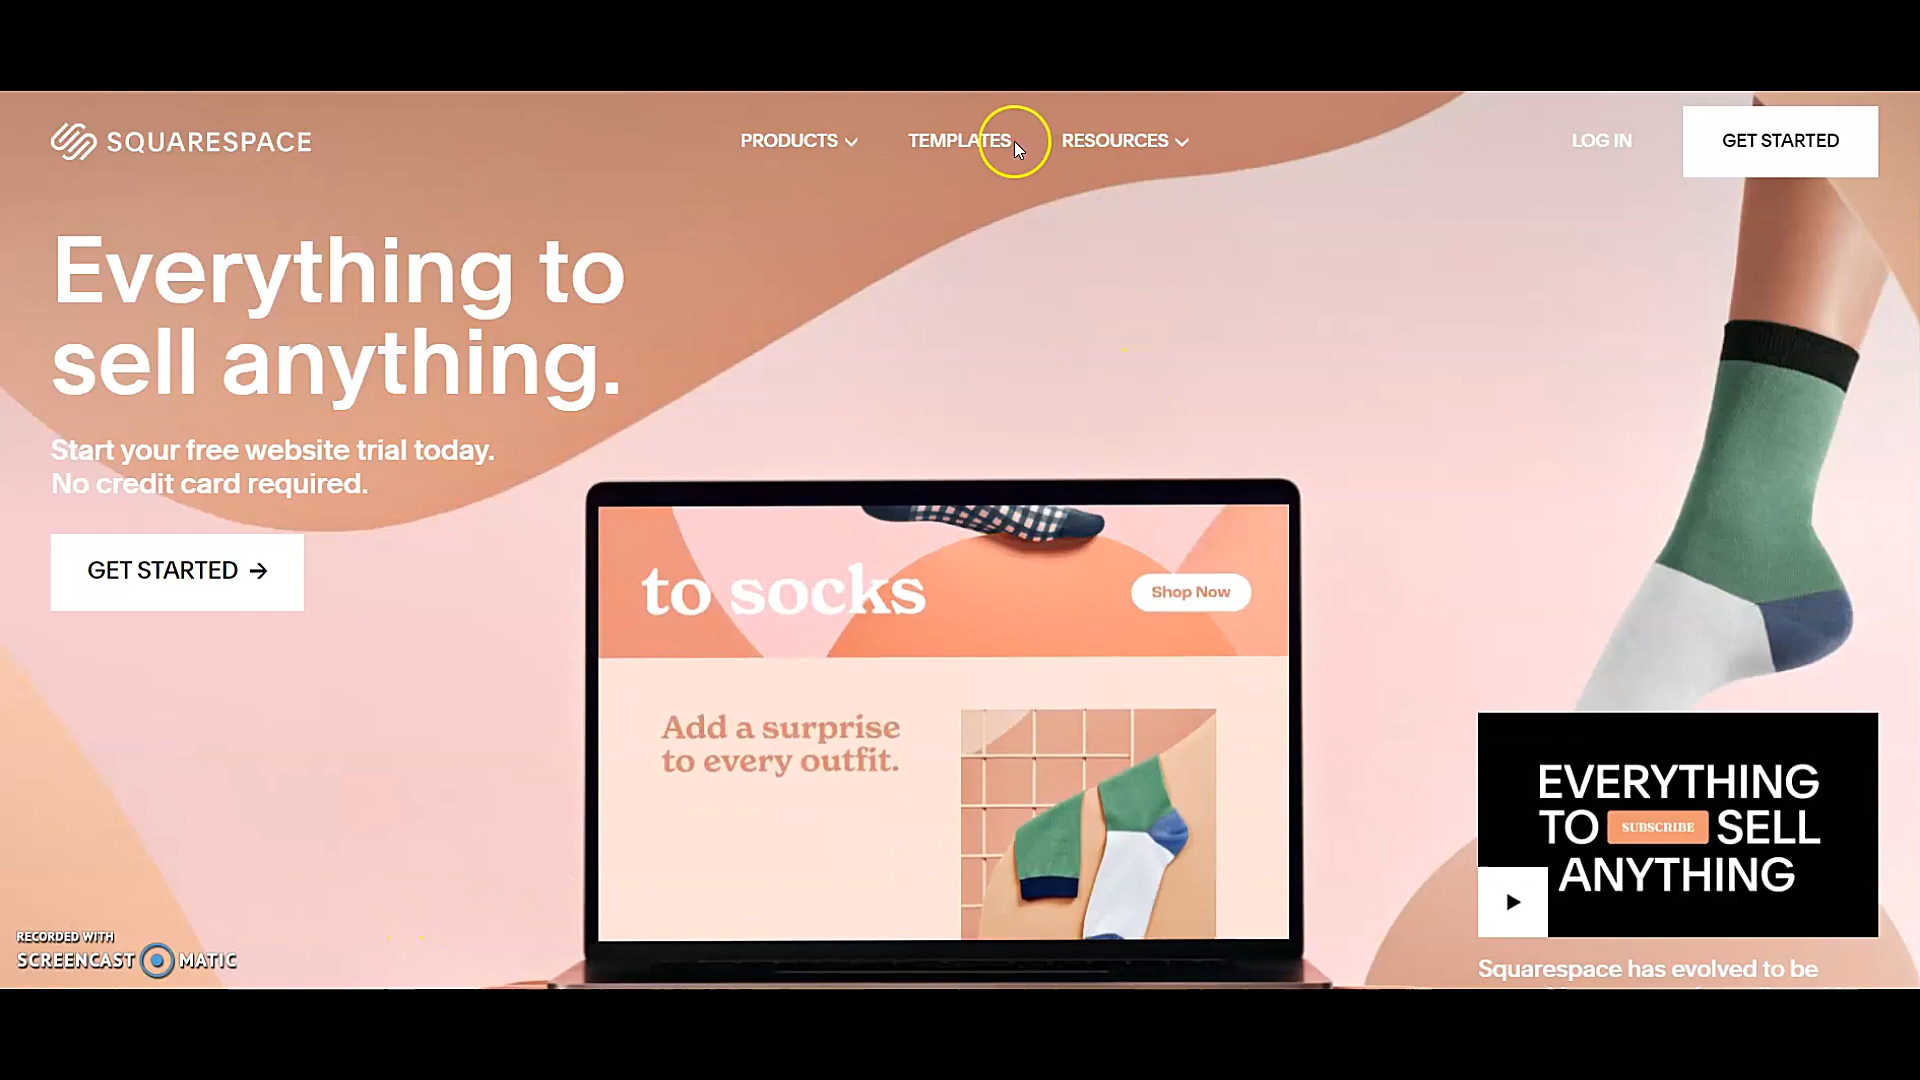 SQUARESPACE
PRODUCTS
TEMPLATES
RESOURCES
LOG IN
GET STARTED
Everything to
sell anything.
Start your free website trial today.
No credit card required.
GET STARTED →
to socks
Shop Now
Add a surprise
to every outfit.
EVERYTHING
TO SUBSCRIBE SELL
ANYTHING
Squarespace has evolved to be
RECORDED WITH
SCREENCAST MATIC